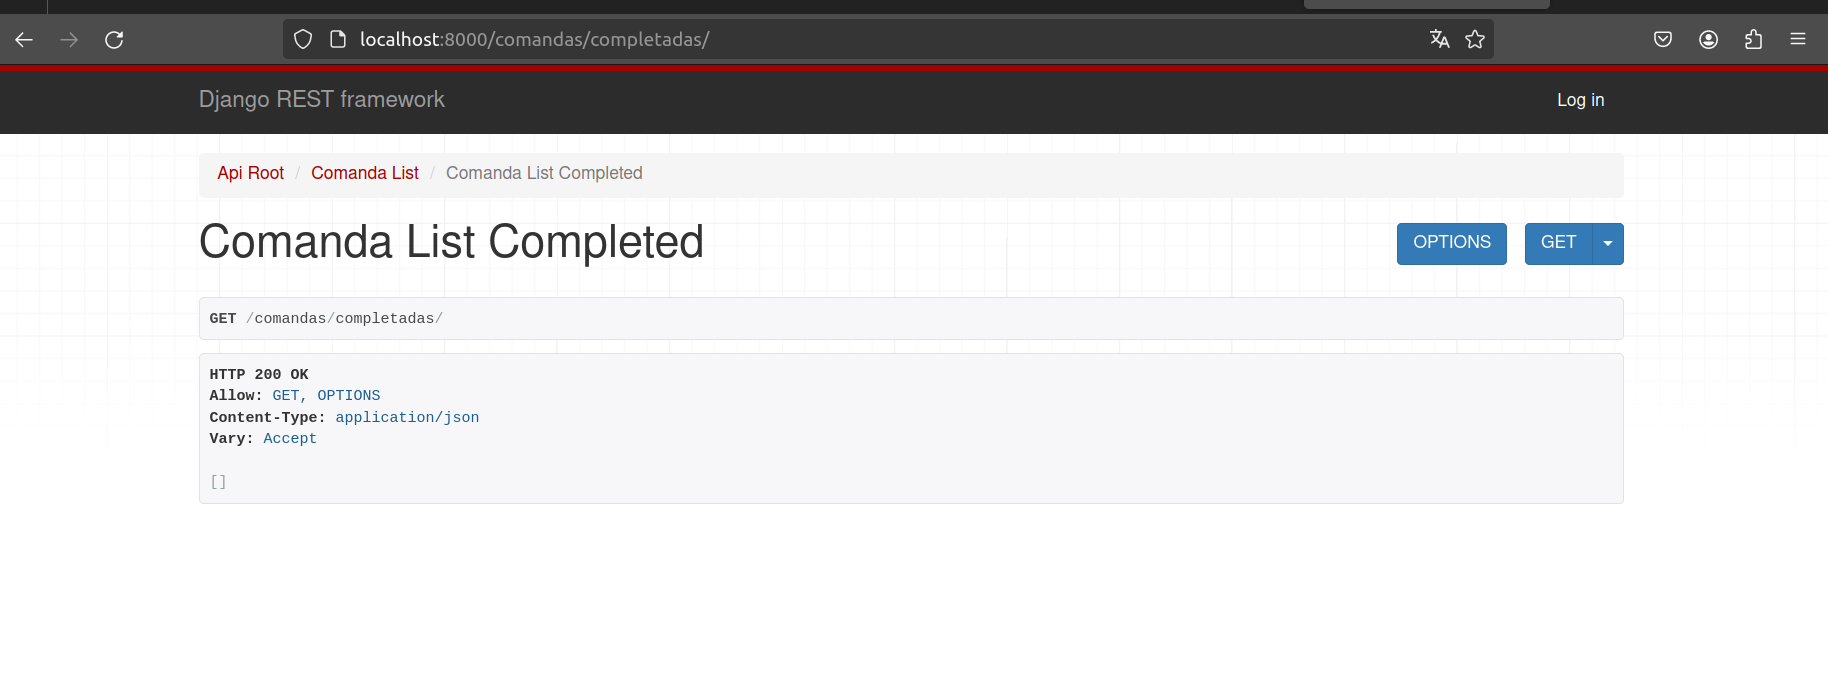 localhost:8000/comandas/completadas/
Django REST framework
Log in
Api Root / Comanda List / Comanda List Completed
Comanda List Completed
OPTIONS
GET
GET /comandas/completadas/
HTTP 200 OK
Allow: GET, OPTIONS
Content-Type: application/json
Vary: Accept
[]